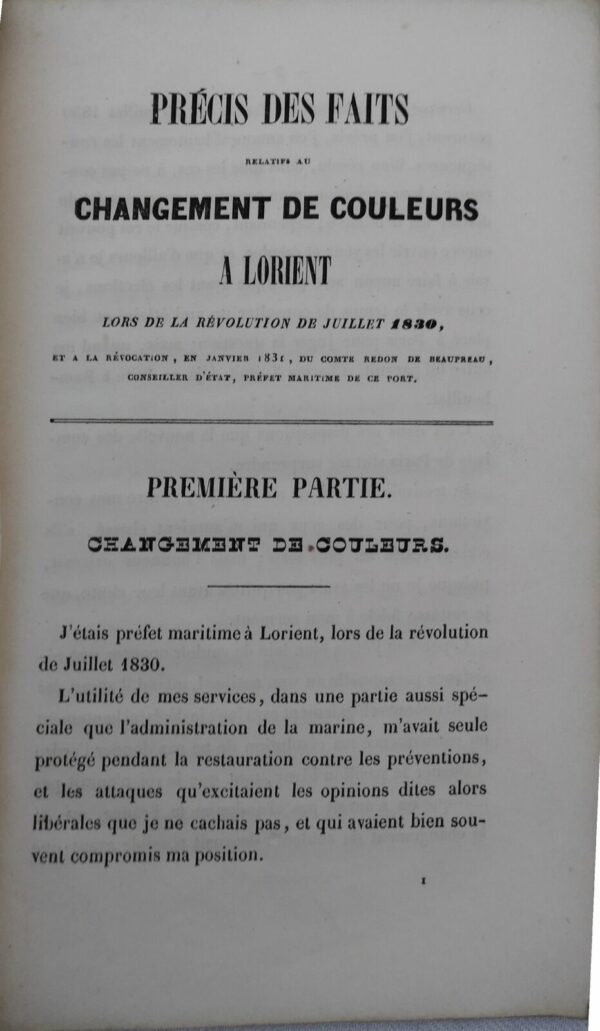 PRÉCIS DES FAITS
RELATIFS AU
CHANGEMENT DE COULEURS
A LORIENT
LORS DE LA RÉVOLUTION DE JUILLET 1830,
ET A LA RÉVOCATION, EN JANVIER 1831, DU COMTE REDON DE BEAUPREAU,
CONSEILLER D'ÉTAT, PRÉFET MARITIME DE CE PORT.
PREMIÈRE PARTIE.
CHANGEMENT DE COULEURS.
J'étais préfet maritime à Lorient, lors de la révolution
de Juillet 1830.
L'utilité de mes services, dans une partie aussi spé-
ciale que l'administration de la marine, m'avait seule
protégé pendant la restauration contre les préventions,
et les attaques qu'excitaient les opinions dites alors
libérales que je ne cachais pas, et qui avaient bien sou-
vent compromis ma position.
1